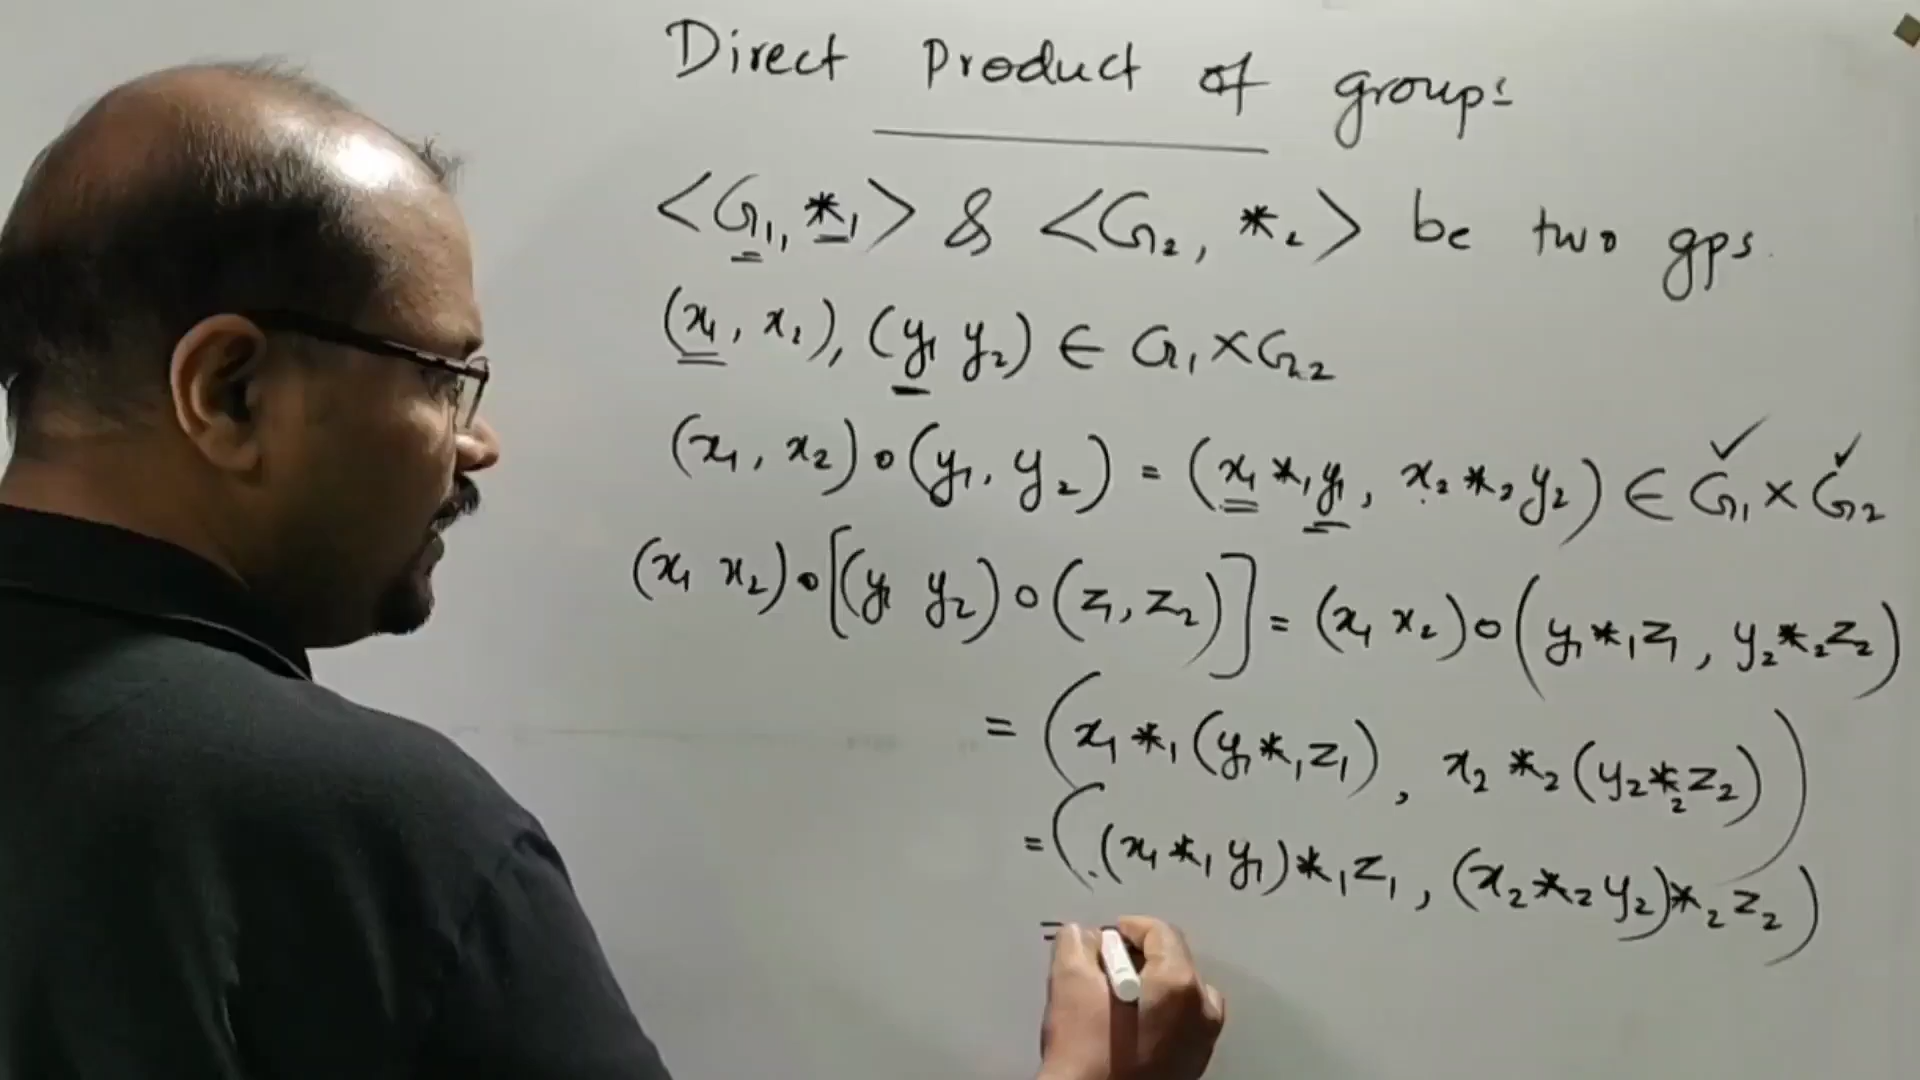 Direct Product of groups
<G₁, *₁> & <G₂, *₂> be two gps.
(x₁, x₂), (y₁ y₂) ∈ G₁ × G₂
(x₁, x₂) ∘ (y₁, y₂) = (x₁ *₁ y₁, x₂ *₂ y₂) ∈ G₁ × G₂
(x₁ x₂) ∘ [(y₁ y₂) ∘ (z₁, z₂)] = (x₁ x₂) ∘ (y₁ *₁ z₁, y₂ *₂ z₂)
= (x₁ *₁ (y₁ *₁ z₁), x₂ *₂ (y₂ *₂ z₂))
= ((x₁ *₁ y₁) *₁ z₁, (x₂ *₂ y₂) *₂ z₂)
=